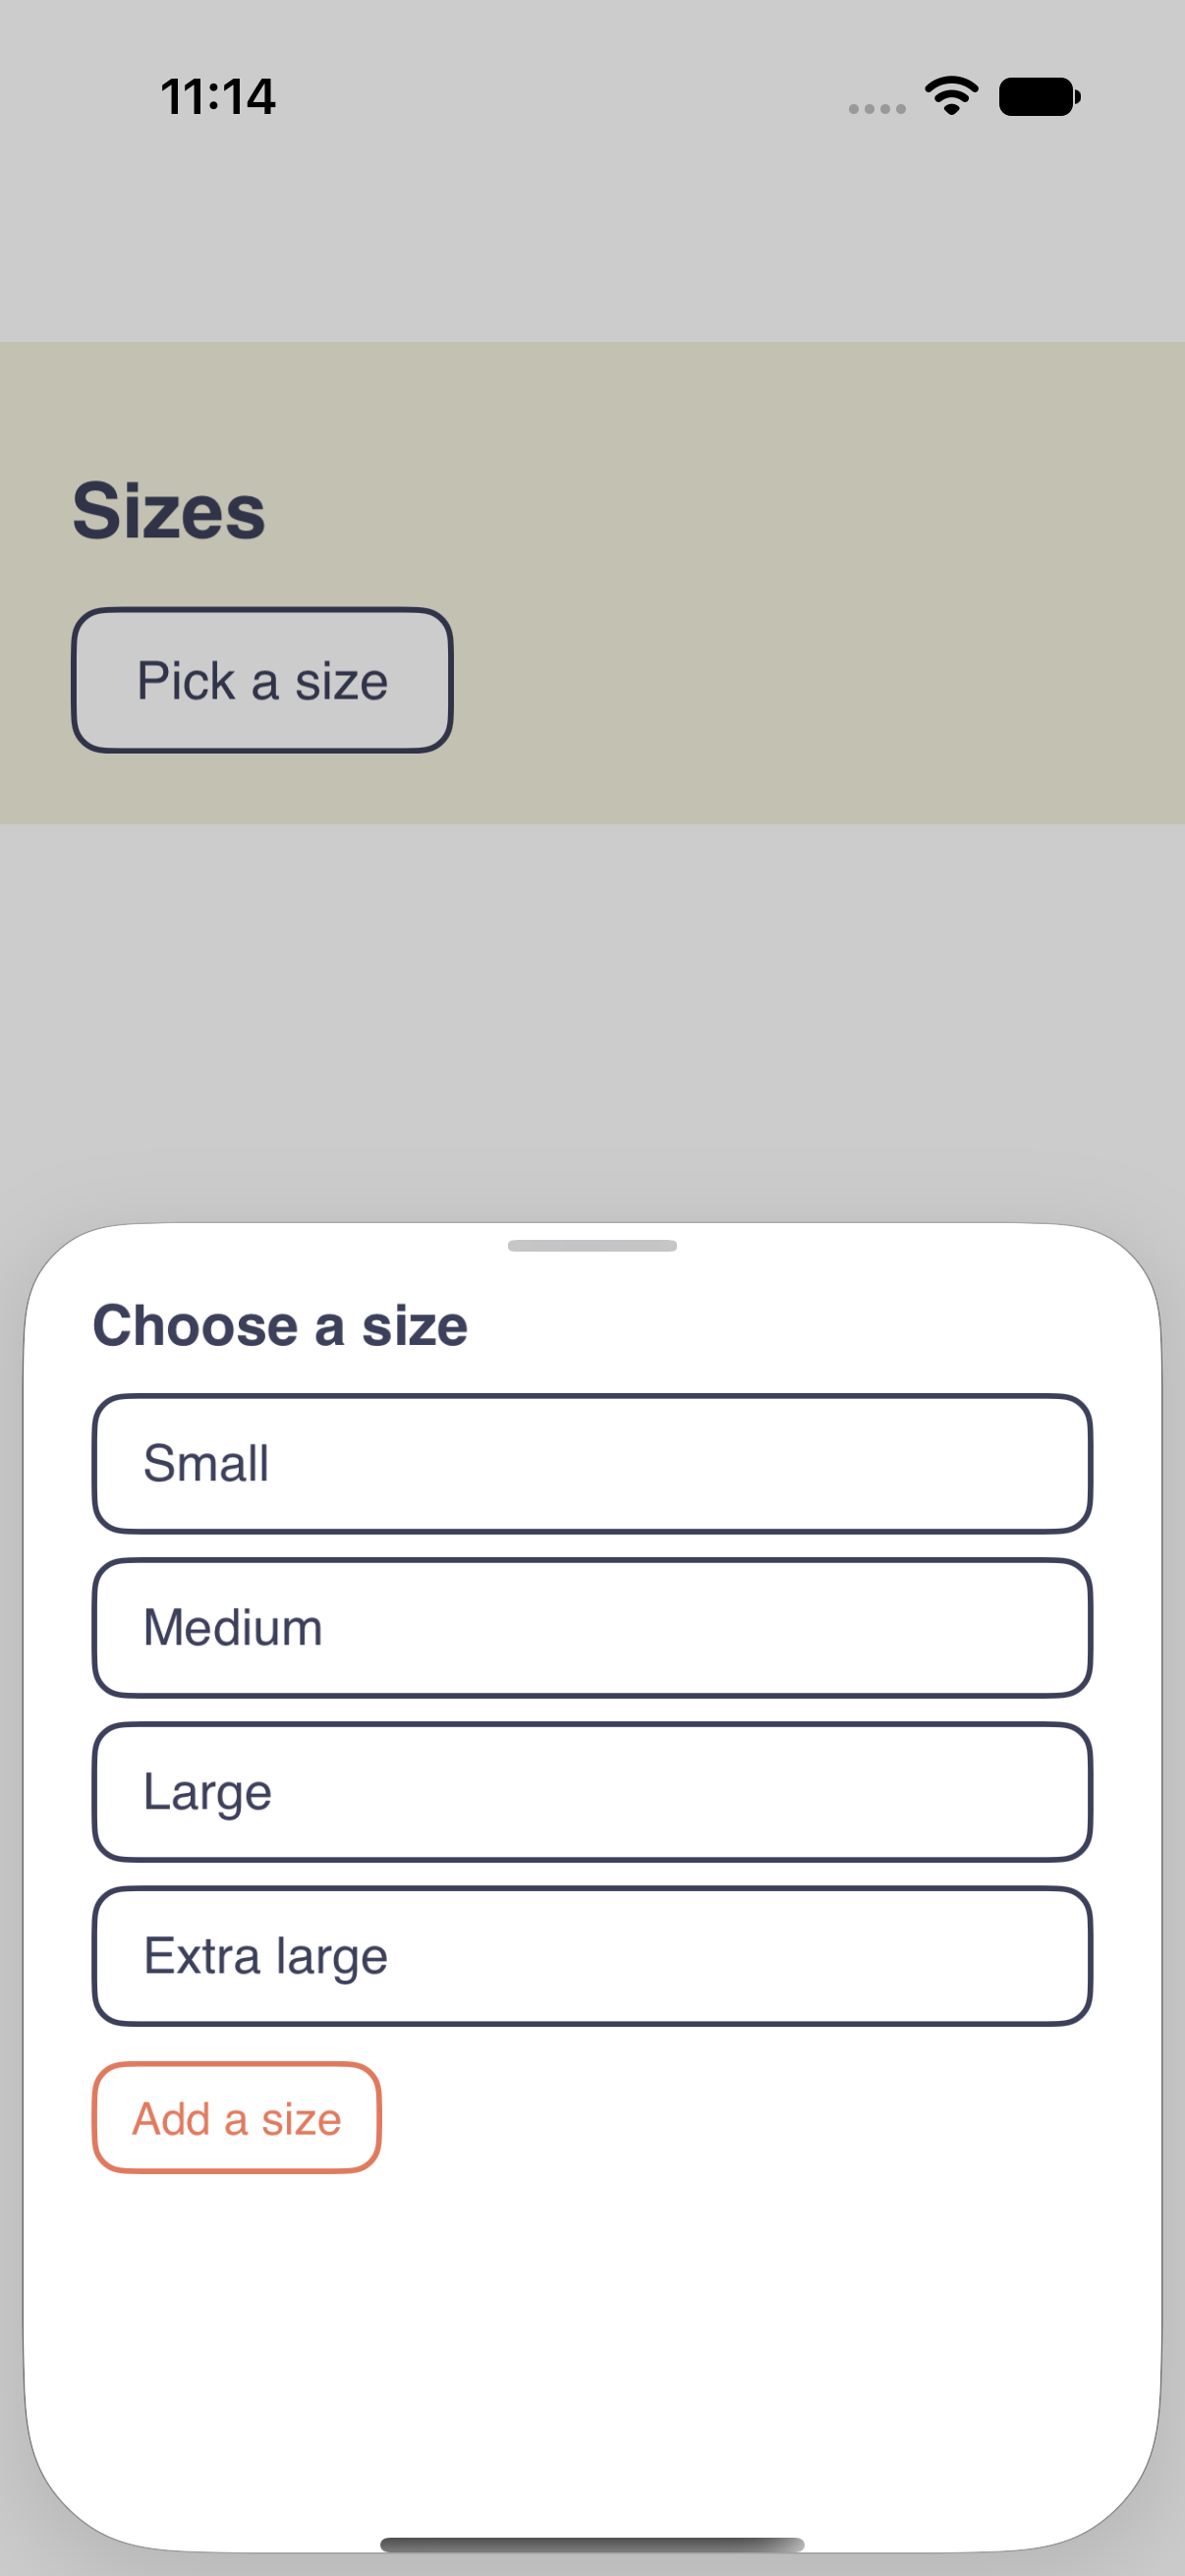 11:14
Sizes
Pick a size
Choose a size
Small
Medium
Large
Extra large
Add a size